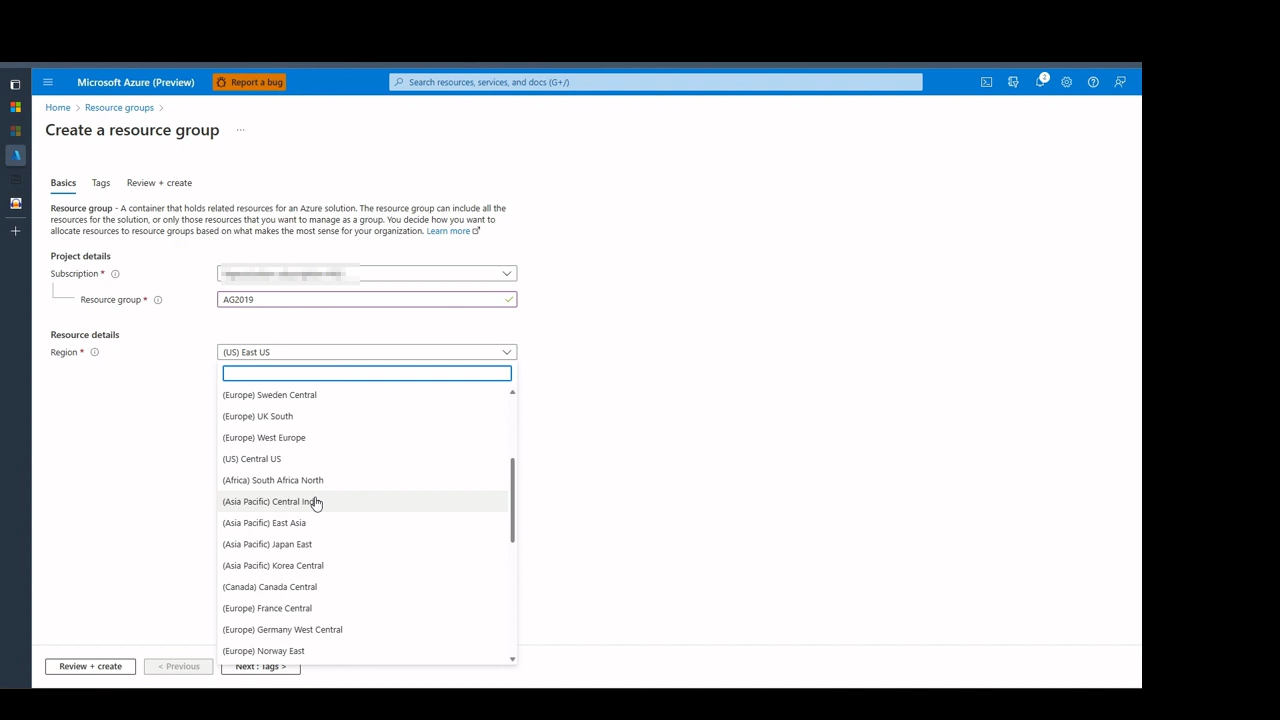 Microsoft Azure (Preview)
Report a bug
Search resources, services, and docs (G+/)
2
Home > Resource groups >
Create a resource group ...
Basics
Tags
Review + create
Resource group - A container that holds related resources for an Azure solution. The resource group can include all the
resources for the solution, or only those resources that you want to manage as a group. You decide how you want to
allocate resources to resource groups based on what makes the most sense for your organization. Learn more
Project details
Subscription *
Resource group *
AG2019
Resource details
Region *
(US) East US
(Europe) Sweden Central
(Europe) UK South
(Europe) West Europe
(US) Central US
(Africa) South Africa North
(Asia Pacific) Central India
(Asia Pacific) East Asia
(Asia Pacific) Japan East
(Asia Pacific) Korea Central
(Canada) Canada Central
(Europe) France Central
(Europe) Germany West Central
(Europe) Norway East
Review + create
< Previous
Next : Tags >